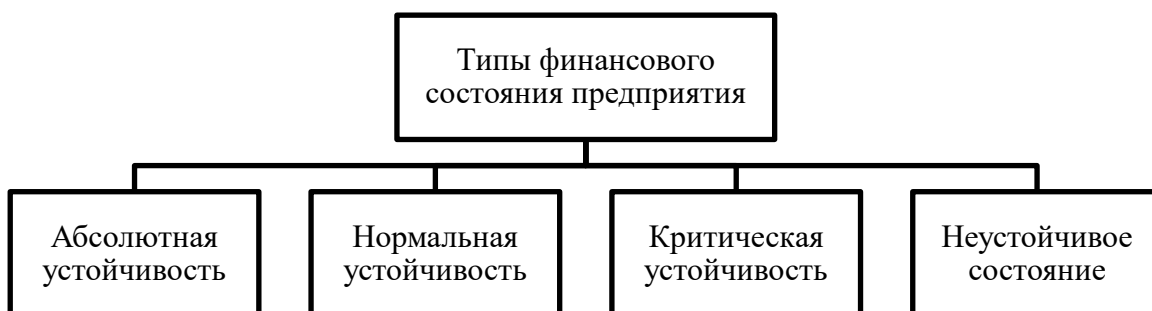 Типы финансового
состояния предприятия
Абсолютная
устойчивость
Нормальная
устойчивость
Критическая
устойчивость
Неустойчивое
состояние